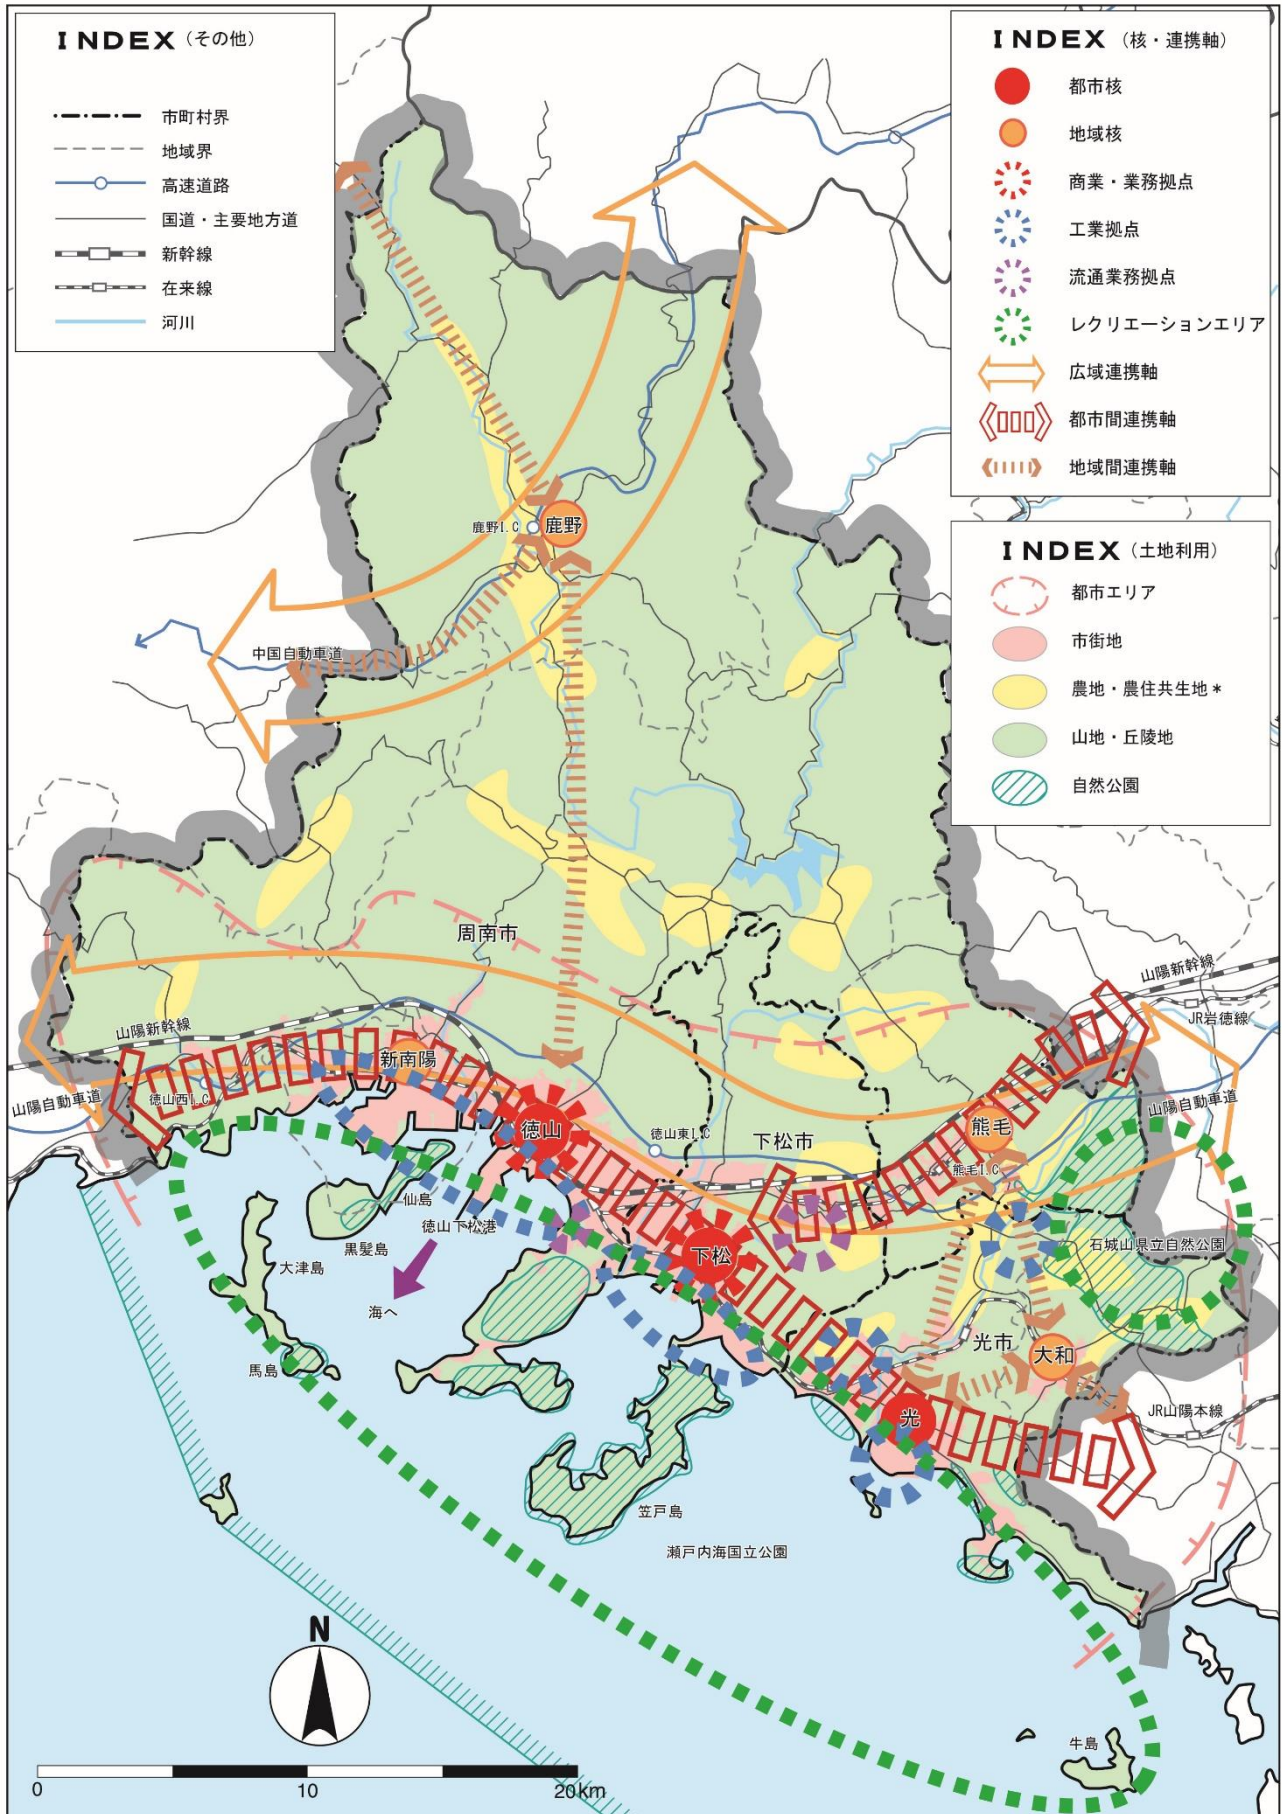 INDEX (その他)
市町村界
地域界
高速道路
国道・主要地方道
新幹線
在来線
河川
INDEX (核・連携軸)
都市核
地域核
商業・業務拠点
工業拠点
流通業務拠点
レクリエーションエリア
広域連携軸
都市間連携軸
地域間連携軸
INDEX (土地利用)
都市エリア
市街地
農地・農住共生地*
山地・丘陵地
自然公園
鹿野I.C
鹿野
中国自動車道
周南市
山陽新幹線
JR岩徳線
山陽新幹線
新南陽
山陽自動車道
徳山西I.C
山陽自動車道
徳山
徳山東I.C
下松市
熊毛
熊毛I.C
仙島
徳山下松港
黒髪島
大津島
海へ
下松
石城山県立自然公園
光市
大和
馬島
光
JR山陽本線
笠戸島
瀬戸内海国立公園
N
牛島
0
10
20km